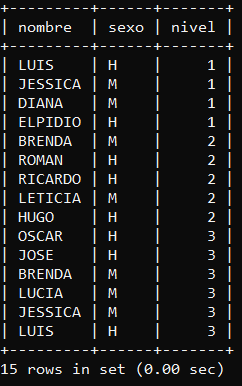 +----------+------+-------+
| nombre   | sexo | nivel |
+----------+------+-------+
| LUIS     | H    |     1 |
| JESSICA  | M    |     1 |
| DIANA    | M    |     1 |
| ELPIDIO  | H    |     1 |
| BRENDA   | M    |     2 |
| ROMAN    | H    |     2 |
| RICARDO  | H    |     2 |
| LETICIA  | M    |     2 |
| HUGO     | H    |     2 |
| OSCAR    | H    |     3 |
| JOSE     | H    |     3 |
| BRENDA   | M    |     3 |
| LUCIA    | M    |     3 |
| JESSICA  | M    |     3 |
| LUIS     | H    |     3 |
+----------+------+-------+
15 rows in set (0.00 sec)